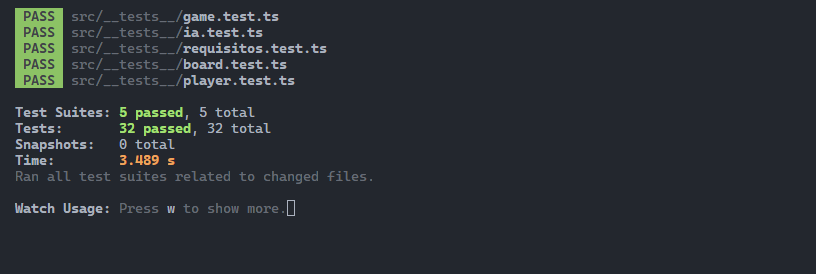 PASS src/__tests__/game.test.ts
PASS src/__tests__/ia.test.ts
PASS src/__tests__/requisitos.test.ts
PASS src/__tests__/board.test.ts
PASS src/__tests__/player.test.ts
Test Suites: 5 passed, 5 total
Tests: 32 passed, 32 total
Snapshots: 0 total
Time: 3.489 s
Ran all test suites related to changed files.
Watch Usage: Press w to show more.